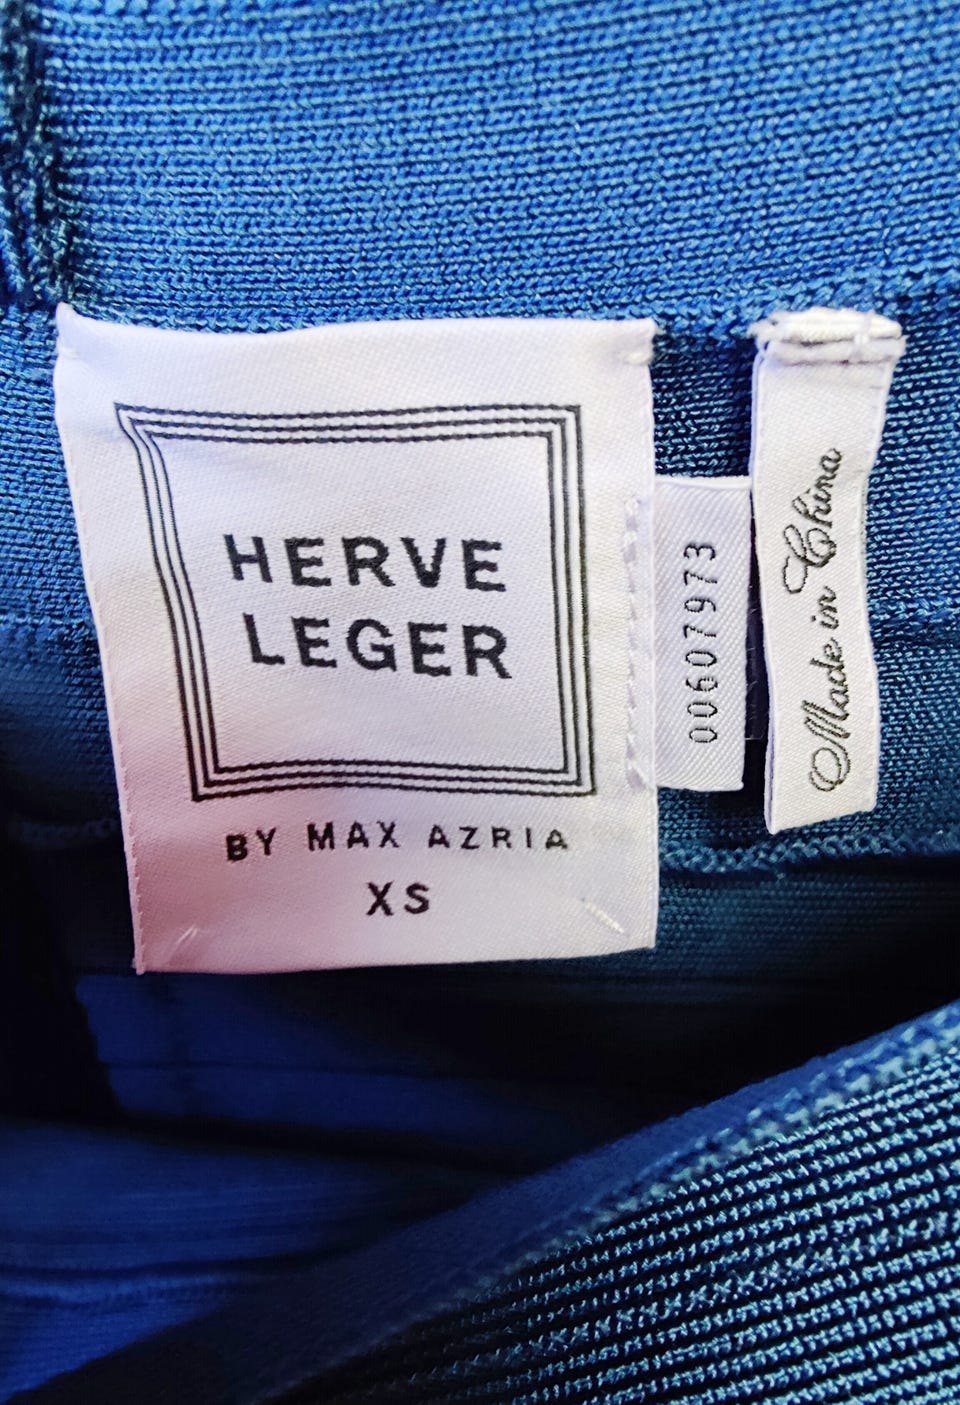 HERVE
LEGER
BY MAX AZRIA
XS
00607973
Made in China